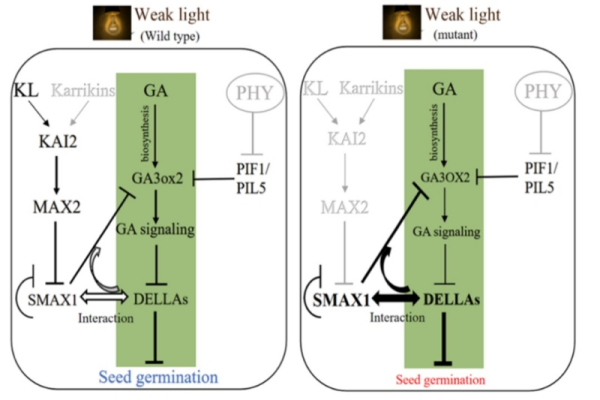 Weak light
(Wild type)
KL
Karrikins
GA
PHY
biosynthesis
KAI2
GA3ox2
PIF1/
PIL5
MAX2
GA signaling
SMAX1
DELLAs
Interaction
Seed germination
Weak light
(mutant)
KL
Karrikins
GA
PHY
biosynthesis
KAI2
GA3OX2
PIF1/
PIL5
MAX2
GA signaling
SMAX1
DELLAs
Interaction
Seed germination